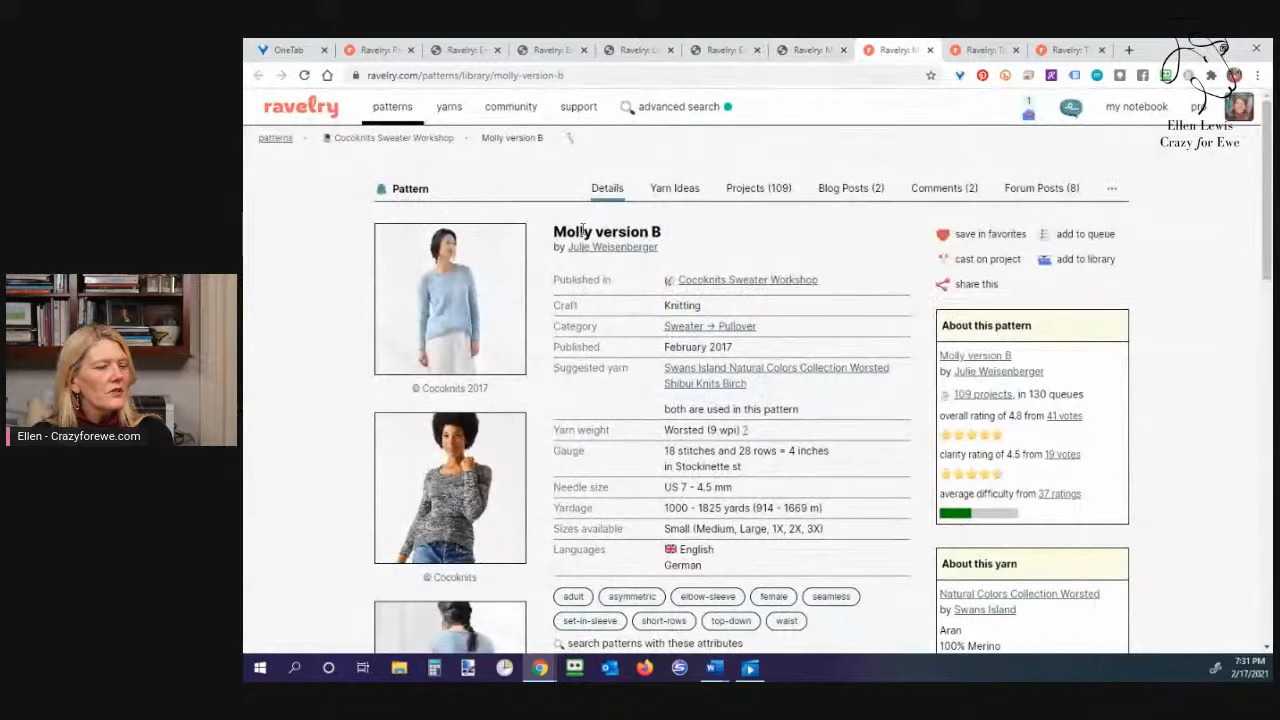 OneTab
Ravelry: Pa
Ravelry: Ei
Ravelry: M
Ravelry: M
Ravelry: T
ravelry.com/patterns/library/molly-version-b
ravelry
patterns
yarns
community
support
advanced search
1
my notebook
Ellen Lewis
Crazy for Ewe
patterns
Cocoknits Sweater Workshop
Molly version B
Pattern
Details
Yarn Ideas
Projects (109)
Blog Posts (2)
Comments (2)
Forum Posts (8)
Molly version B
by Julie Weisenberger
Published in Cocoknits Sweater Workshop
Craft Knitting
Category Sweater → Pullover
Published February 2017
Suggested yarn Swans Island Natural Colors Collection Worsted
Shibui Knits Birch
both are used in this pattern
Yarn weight Worsted (9 wpi) ?
Gauge 18 stitches and 28 rows = 4 inches
in Stockinette st
Needle size US 7 - 4.5 mm
Yardage 1000 - 1825 yards (914 - 1669 m)
Sizes available Small (Medium, Large, 1X, 2X, 3X)
Languages English
German
adult asymmetric elbow-sleeve female seamless
set-in-sleeve short-rows top-down waist
search patterns with these attributes
© Cocoknits 2017
© Cocoknits
save in favorites add to queue
cast on project add to library
share this
About this pattern
Molly version B
by Julie Weisenberger
109 projects, in 130 queues
overall rating of 4.8 from 41 votes
clarity rating of 4.5 from 19 votes
average difficulty from 37 ratings
About this yarn
Natural Colors Collection Worsted
by Swans Island
Aran
100% Merino
Ellen - Crazyforewe.com
7:31 PM
2/17/2021